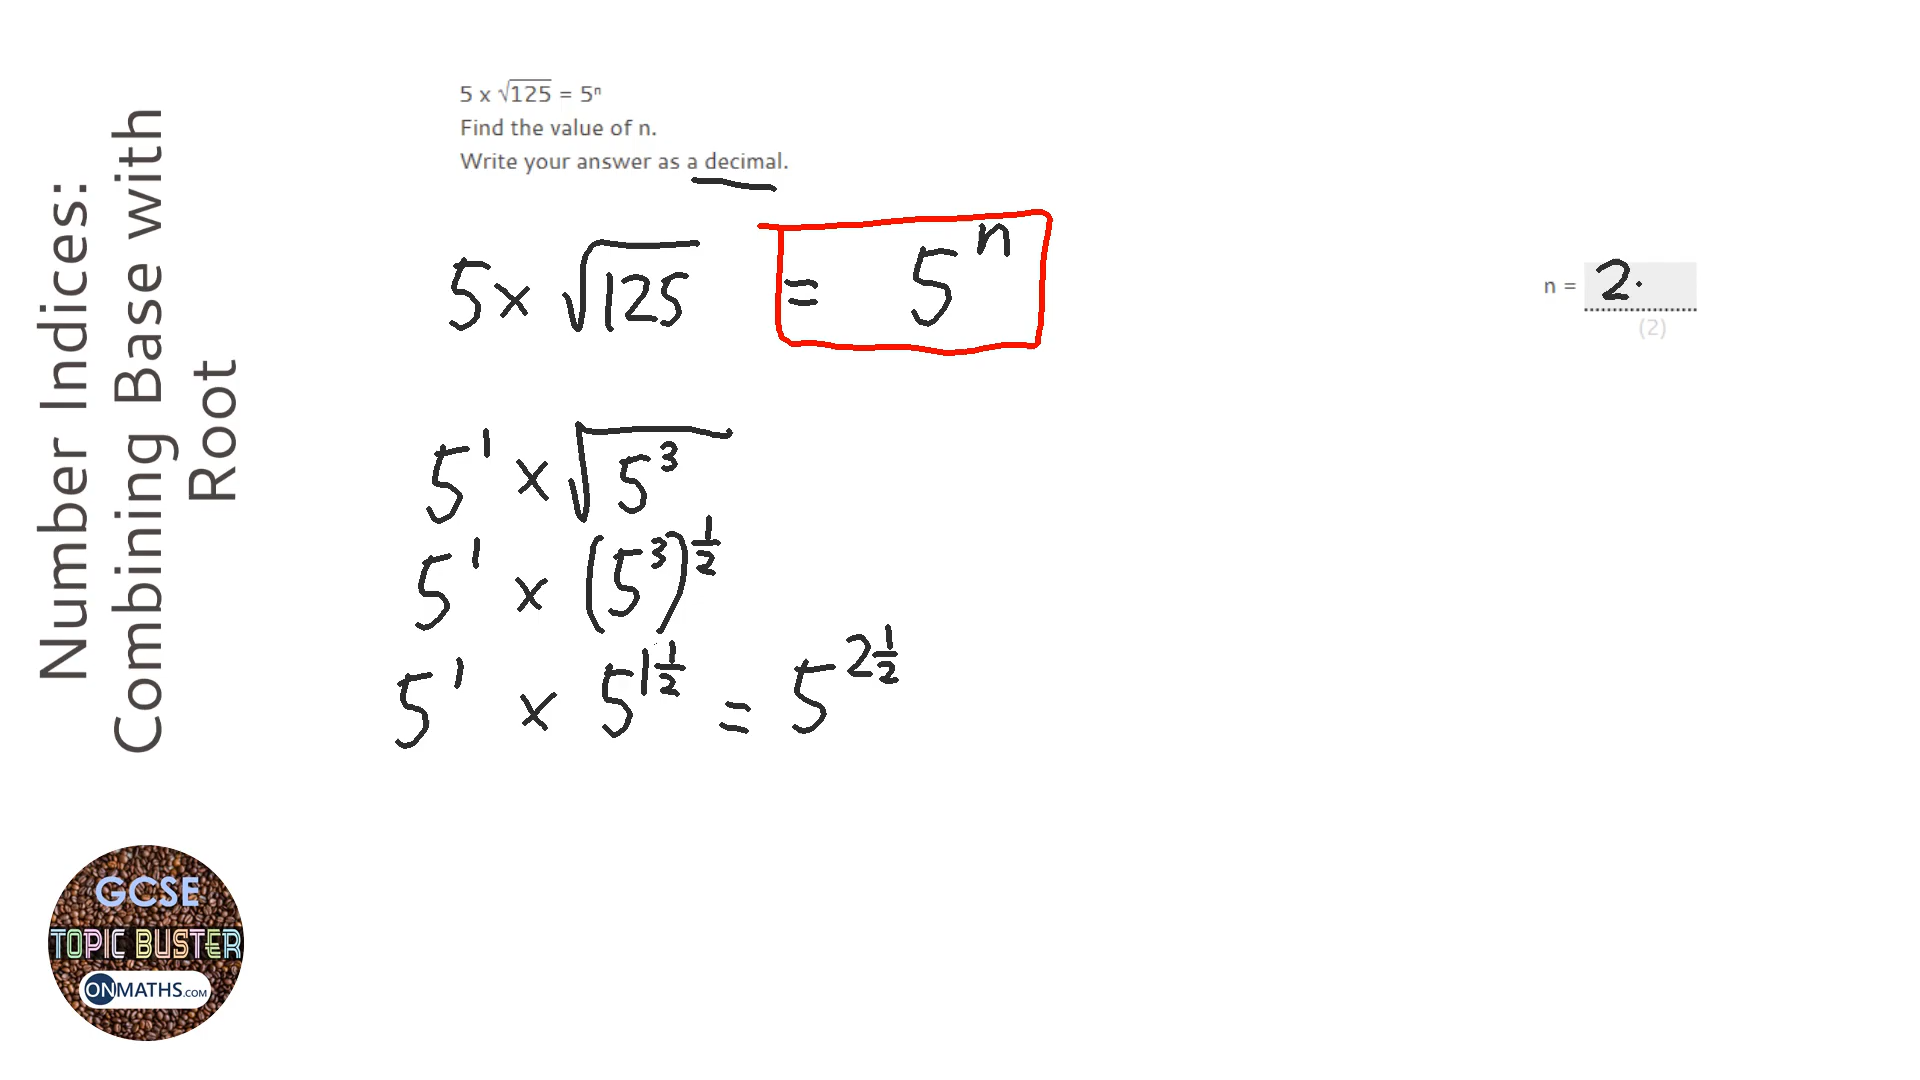 Number Indices:
Combining Base with
Root
5 x √125 = 5ⁿ
Find the value of n.
Write your answer as a decimal.
5 × √125 = 5ⁿ
n = 2.
(2)
5¹ × √5³
5¹ × (5³)^½
5¹ × 5^1½ = 5^2½
GCSE
TOPIC BUSTER
ONMATHS.COM